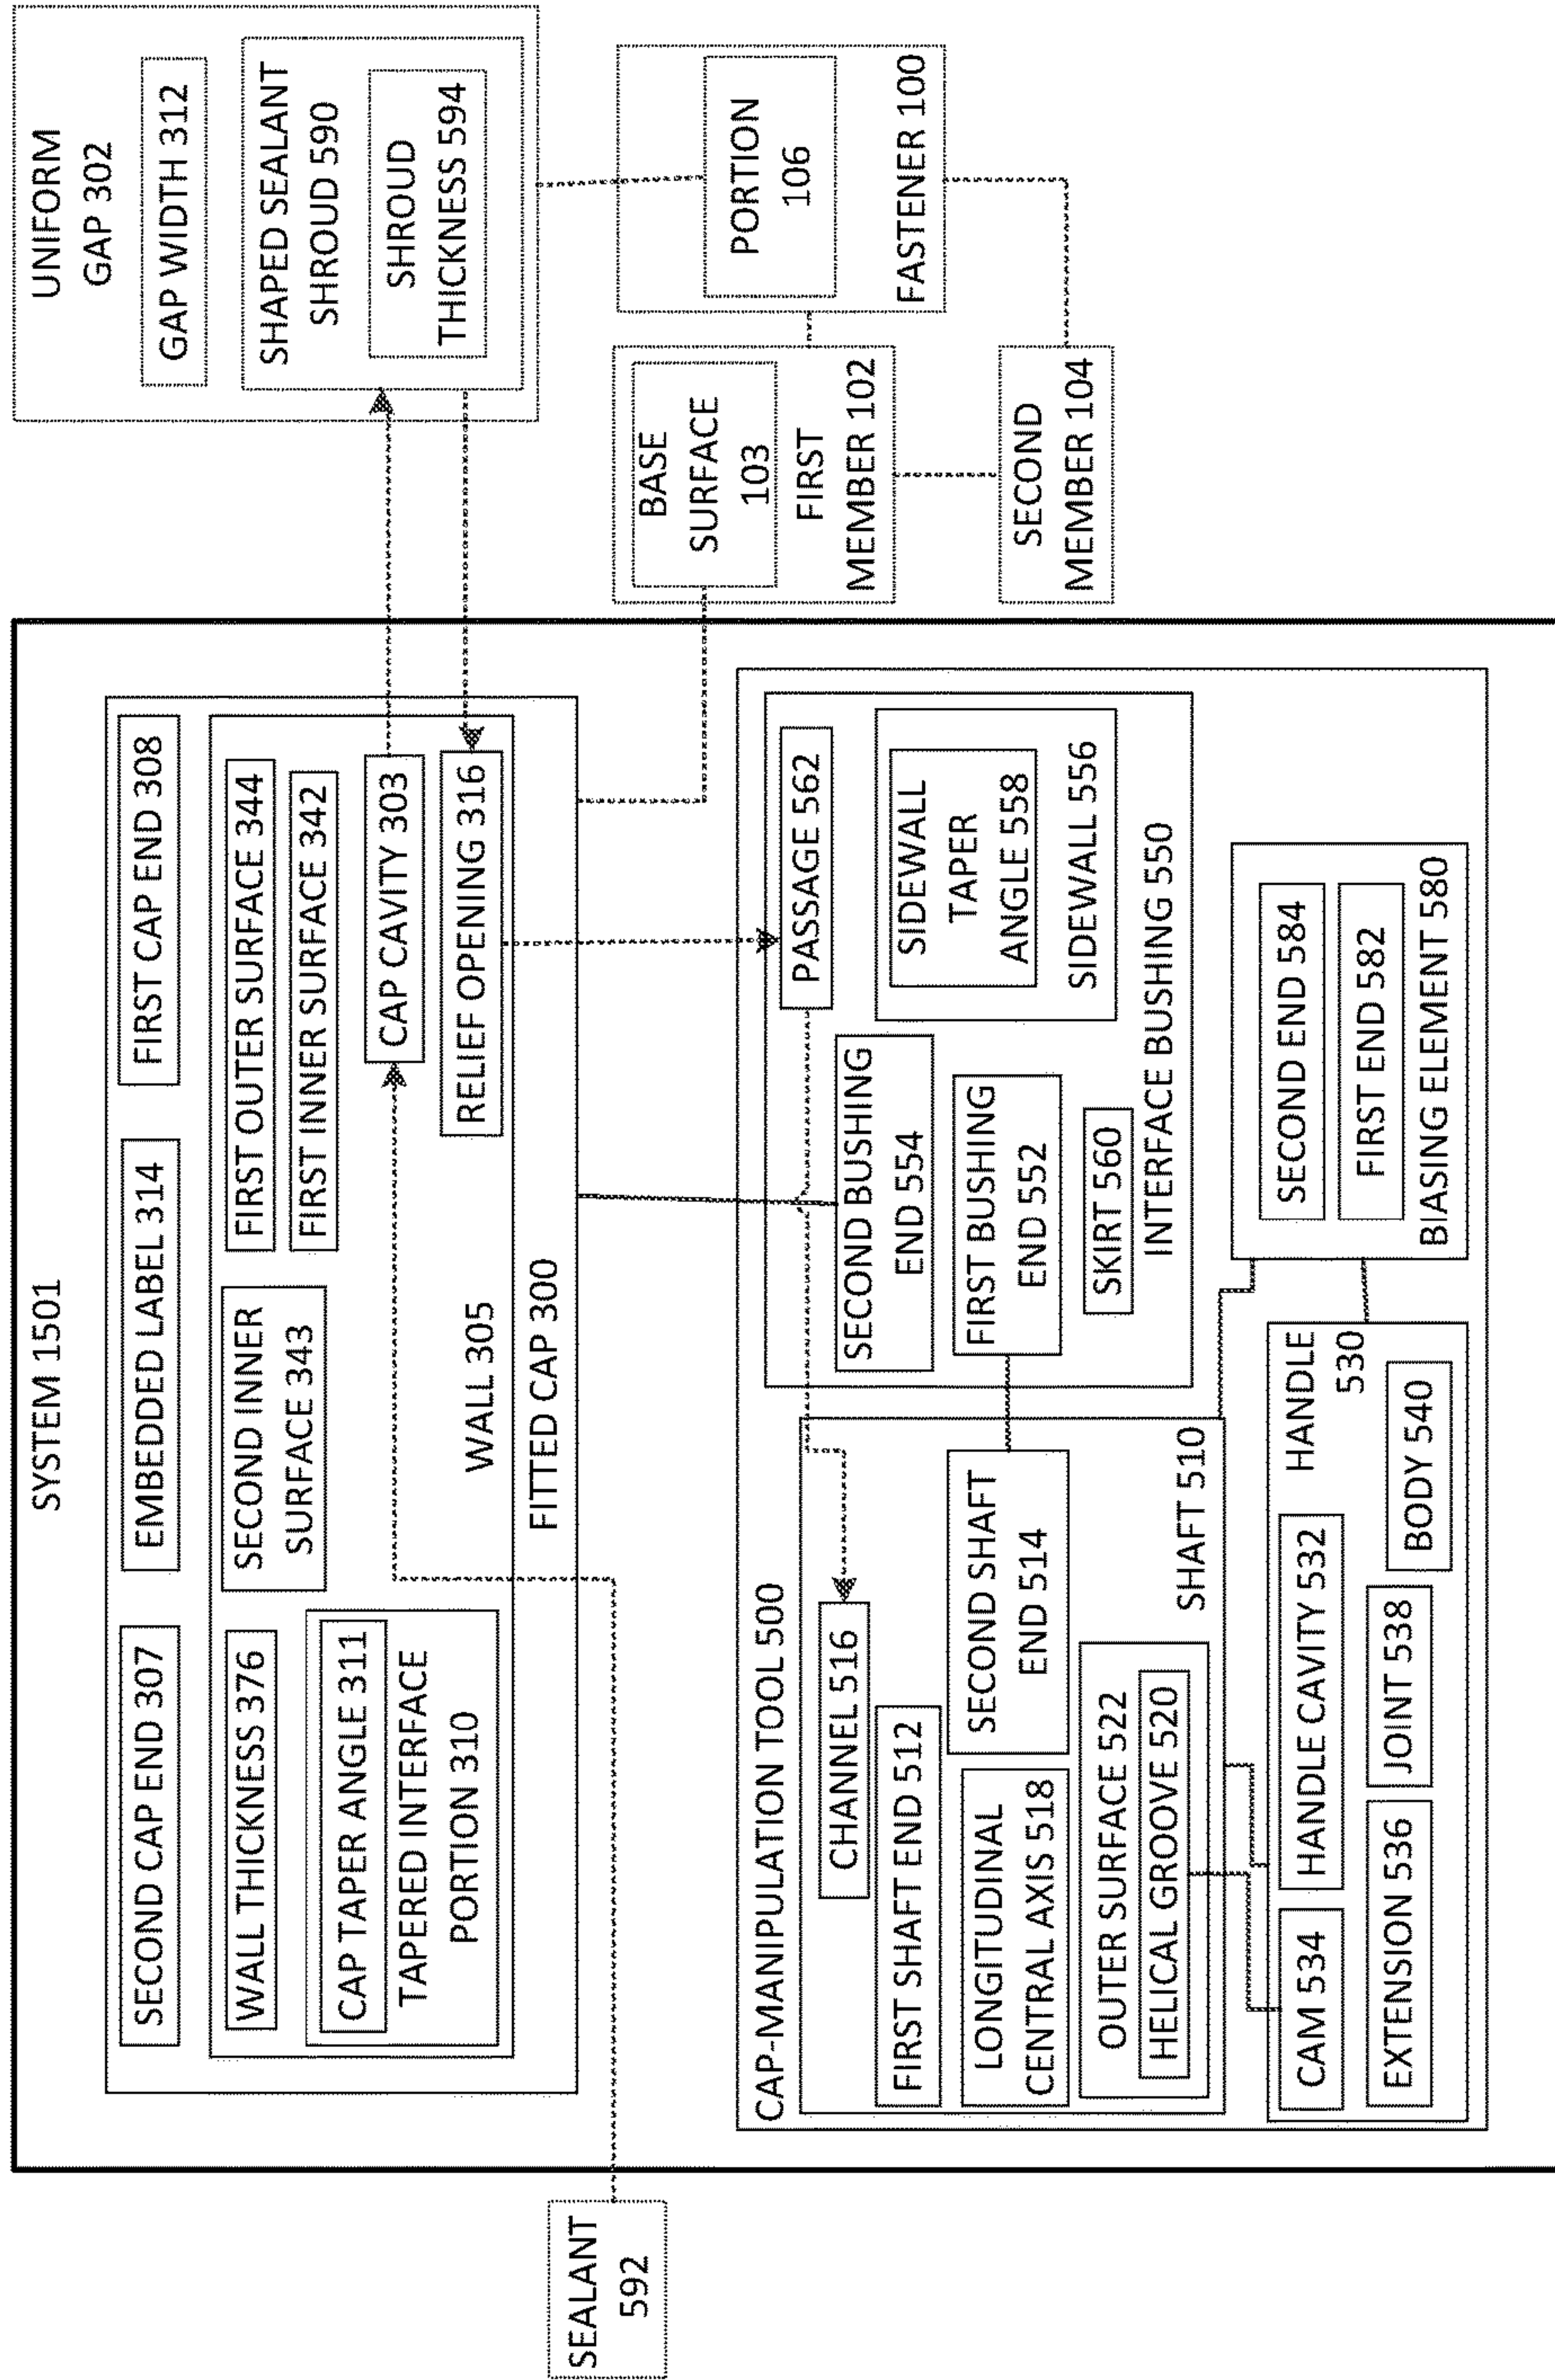 SYSTEM 1501
SECOND CAP END 307
EMBEDDED LABEL 314
FIRST CAP END 308
WALL THICKNESS 376
SECOND INNER
SURFACE 343
FIRST OUTER SURFACE 344
FIRST INNER SURFACE 342
CAP TAPER ANGLE 311
TAPERED INTERFACE
PORTION 310
CAP CAVITY 303
RELIEF OPENING 316
WALL 305
FITTED CAP 300
SEALANT
592
UNIFORM
GAP 302
GAP WIDTH 312
SHAPED SEALANT
SHROUD 590
SHROUD
THICKNESS 594
BASE
SURFACE
103
FIRST
MEMBER 102
PORTION
106
FASTENER 100
SECOND
MEMBER 104
CAP-MANIPULATION TOOL 500
CHANNEL 516
FIRST SHAFT END 512
SECOND SHAFT
END 514
LONGITUDINAL
CENTRAL AXIS 518
OUTER SURFACE 522
HELICAL GROOVE 520
SHAFT 510
PASSAGE 562
SECOND BUSHING
END 554
FIRST BUSHING
END 552
SKIRT 560
SIDEWALL
TAPER
ANGLE 558
SIDEWALL 556
INTERFACE BUSHING 550
CAM 534
HANDLE CAVITY 532
HANDLE
530
EXTENSION 536
JOINT 538
BODY 540
SECOND END 584
FIRST END 582
BIASING ELEMENT 580